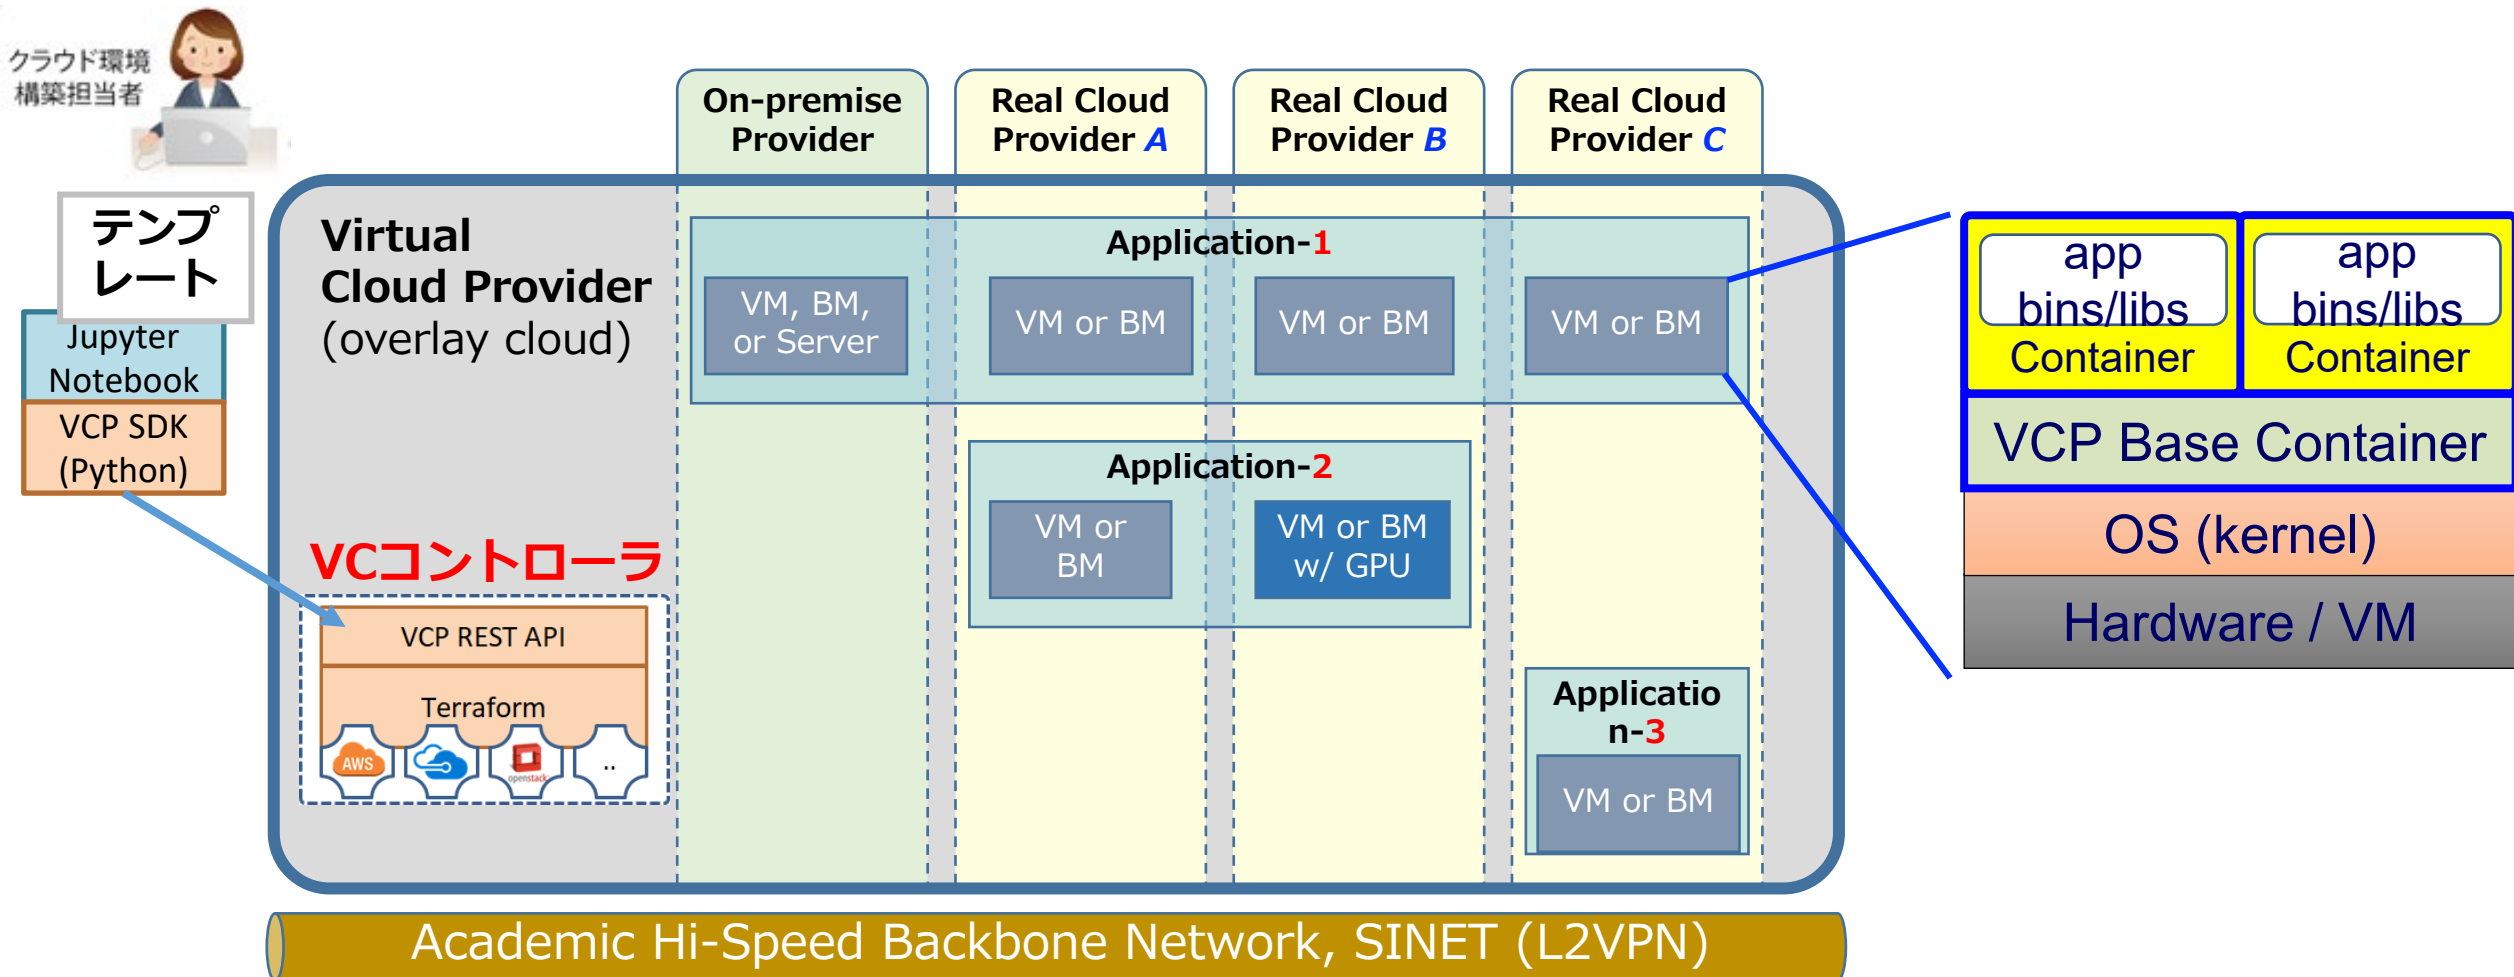 クラウド環境
構築担当者
テンプ
レート
Jupyter
Notebook
VCP SDK
(Python)
On-premise
Provider
Real Cloud
Provider A
Real Cloud
Provider B
Real Cloud
Provider C
Virtual
Cloud Provider
(overlay cloud)
Application-1
VM, BM,
or Server
VM or BM
VM or BM
VM or BM
Application-2
VM or
BM
VM or BM
w/ GPU
Applicatio
n-3
VM or BM
VCコントローラ
VCP REST API
Terraform
AWS
openstack
..
app
bins/libs
Container
app
bins/libs
Container
VCP Base Container
OS (kernel)
Hardware / VM
Academic Hi-Speed Backbone Network, SINET (L2VPN)